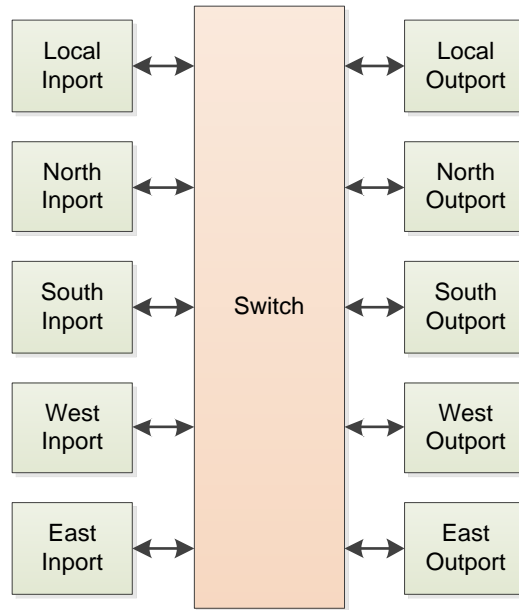 Local
Inport
North
Inport
South
Inport
West
Inport
East
Inport
Switch
Local
Outport
North
Outport
South
Outport
West
Outport
East
Outport